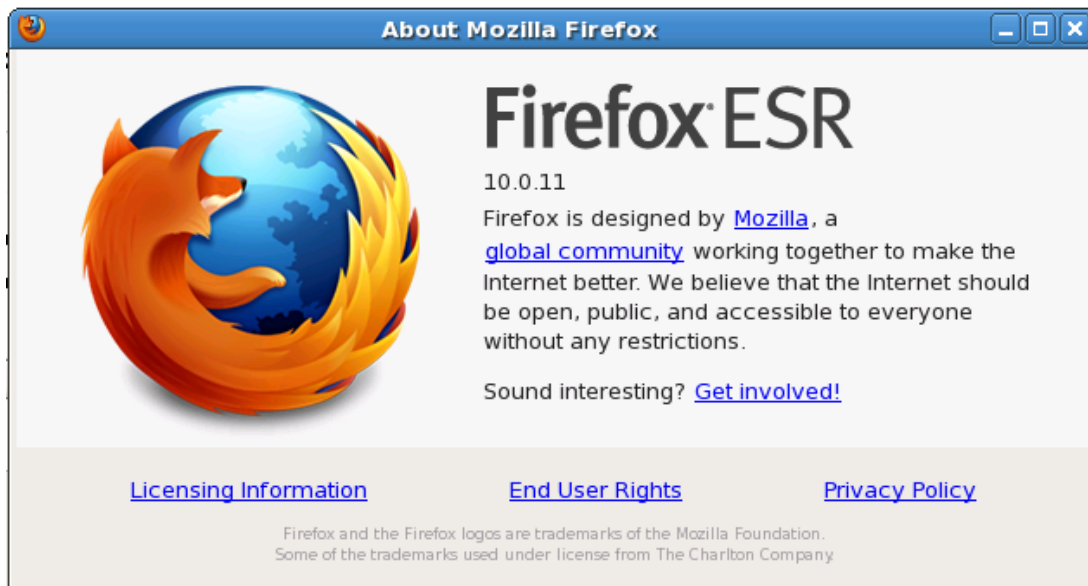 About Mozilla Firefox
Firefox ESR
10.0.11
Firefox is designed by Mozilla, a
global community working together to make the
Internet better. We believe that the Internet should
be open, public, and accessible to everyone
without any restrictions.
Sound interesting? Get involved!
Licensing Information End User Rights Privacy Policy
Firefox and the Firefox logos are trademarks of the Mozilla Foundation.
Some of the trademarks used under license from The Charlton Company.